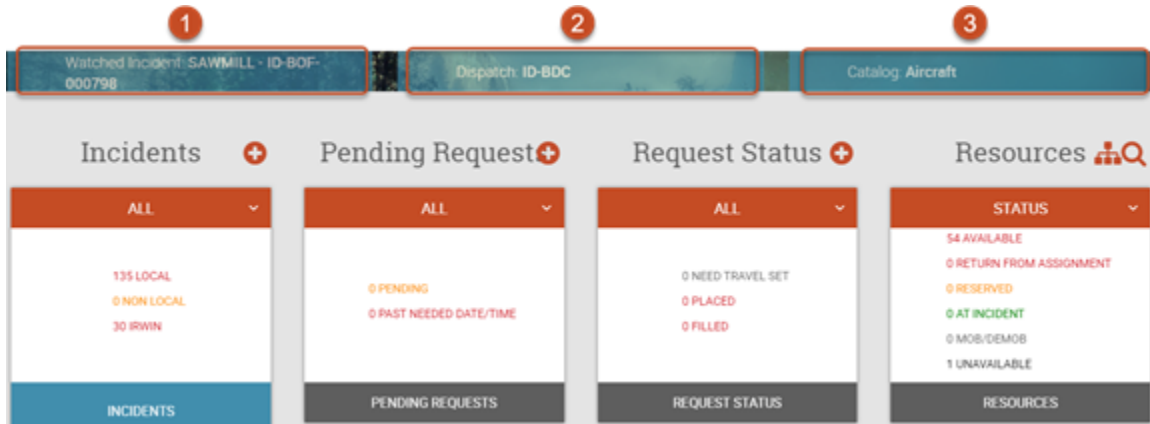 1
2
3
Watched Incident: SAWMILL - ID-BOF-
000798
Dispatch: ID-BDC
Catalog: Aircraft
Incidents
Pending Requests
Request Status
Resources
ALL
ALL
ALL
STATUS
135 LOCAL
0 NON LOCAL
30 IRWIN
0 PENDING
0 PAST NEEDED DATE/TIME
0 NEED TRAVEL SET
0 PLACED
0 FILLED
54 AVAILABLE
0 RETURN FROM ASSIGNMENT
0 RESERVED
0 AT INCIDENT
0 MOB/DEMOB
1 UNAVAILABLE
INCIDENTS
PENDING REQUESTS
REQUEST STATUS
RESOURCES